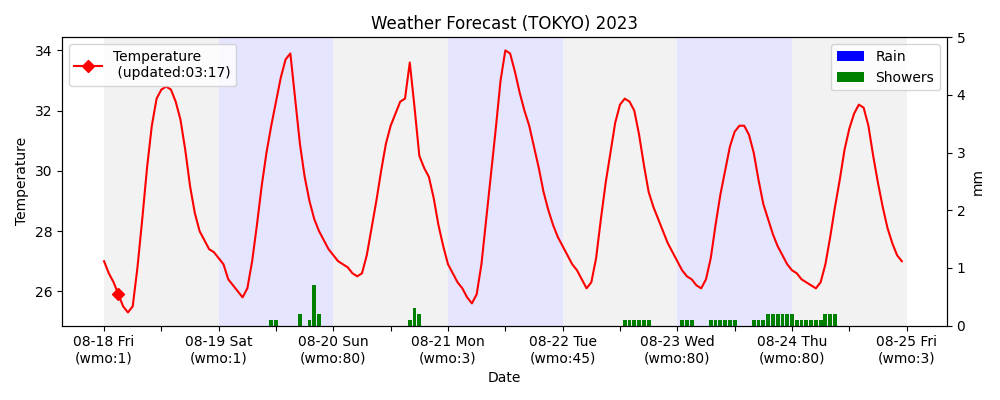 Weather Forecast (TOKYO) 2023
Temperature
(updated:03:17)
Rain
Showers
34
32
30
28
26
Temperature
5
4
3
2
1
0
mm
08-18 Fri
(wmo:1)
08-19 Sat
(wmo:1)
08-20 Sun
(wmo:80)
08-21 Mon
(wmo:3)
08-22 Tue
(wmo:45)
08-23 Wed
(wmo:80)
08-24 Thu
(wmo:80)
08-25 Fri
(wmo:3)
Date